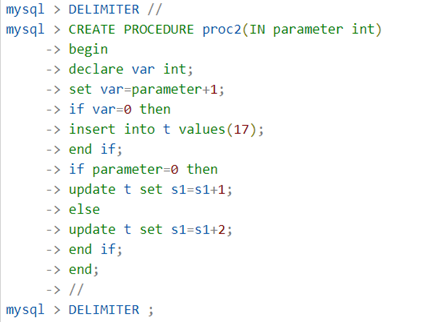 mysql > DELIMITER //
mysql > CREATE PROCEDURE proc2(IN parameter int)
-> begin
-> declare var int;
-> set var=parameter+1;
-> if var=0 then
-> insert into t values(17);
-> end if;
-> if parameter=0 then
-> update t set s1=s1+1;
-> else
-> update t set s1=s1+2;
-> end if;
-> end;
-> //
mysql > DELIMITER ;